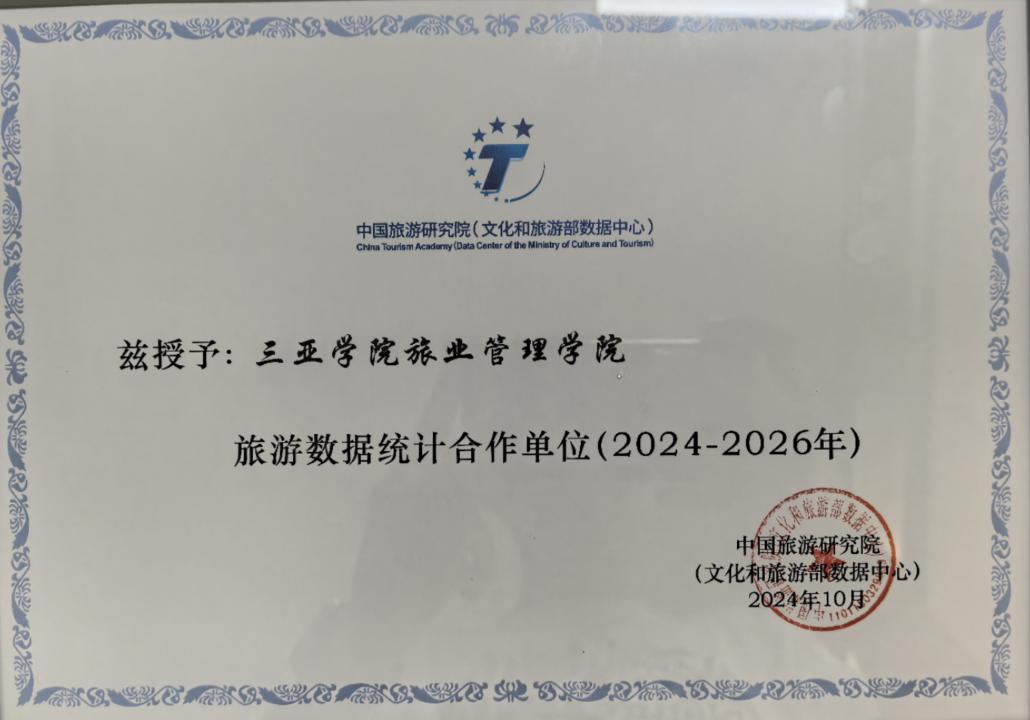 中国旅游研究院(文化和旅游部数据中心)
China Tourism Academy (Data Center of the Ministry of Culture and Tourism)
兹授予: 三亚学院旅业管理学院
旅游数据统计合作单位(2024-2026年)
中国旅游研究院
(文化和旅游部数据中心)
2024年10月